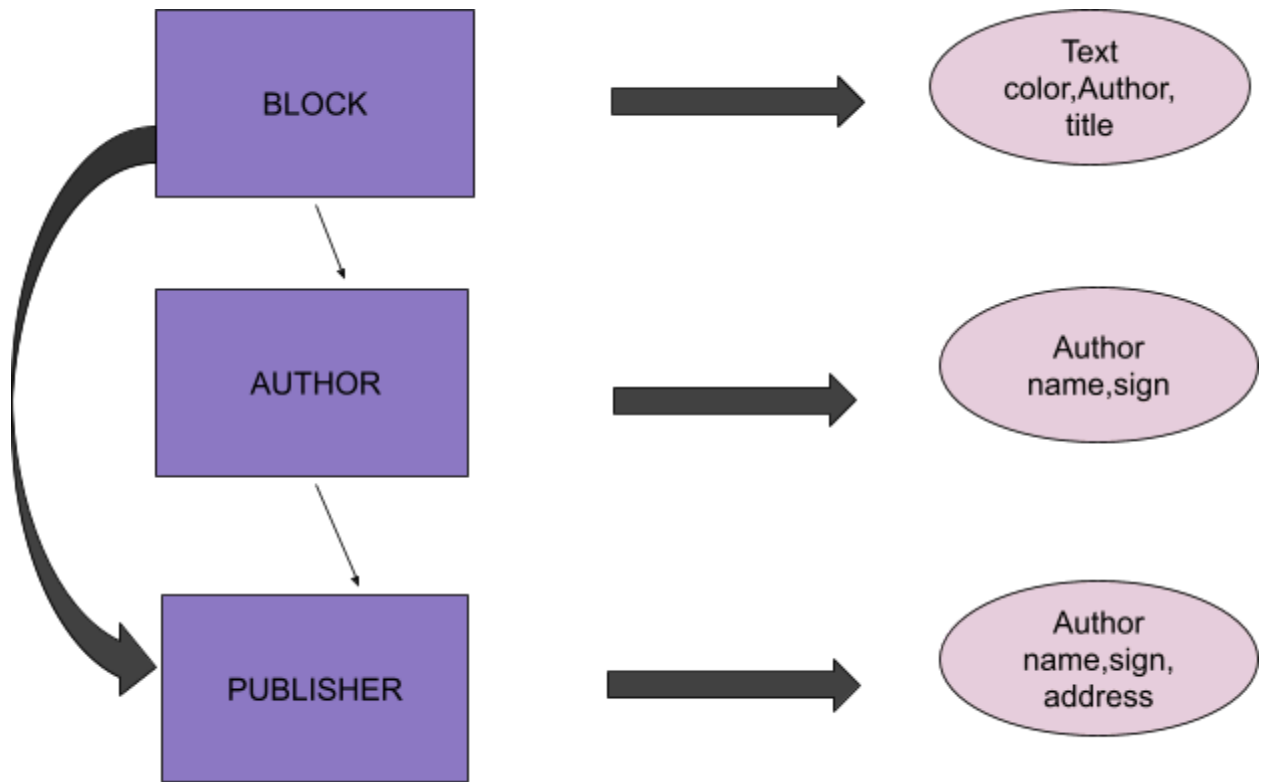 BLOCK
Text
color,Author,
title
AUTHOR
Author
name,sign
PUBLISHER
Author
name,sign,
address